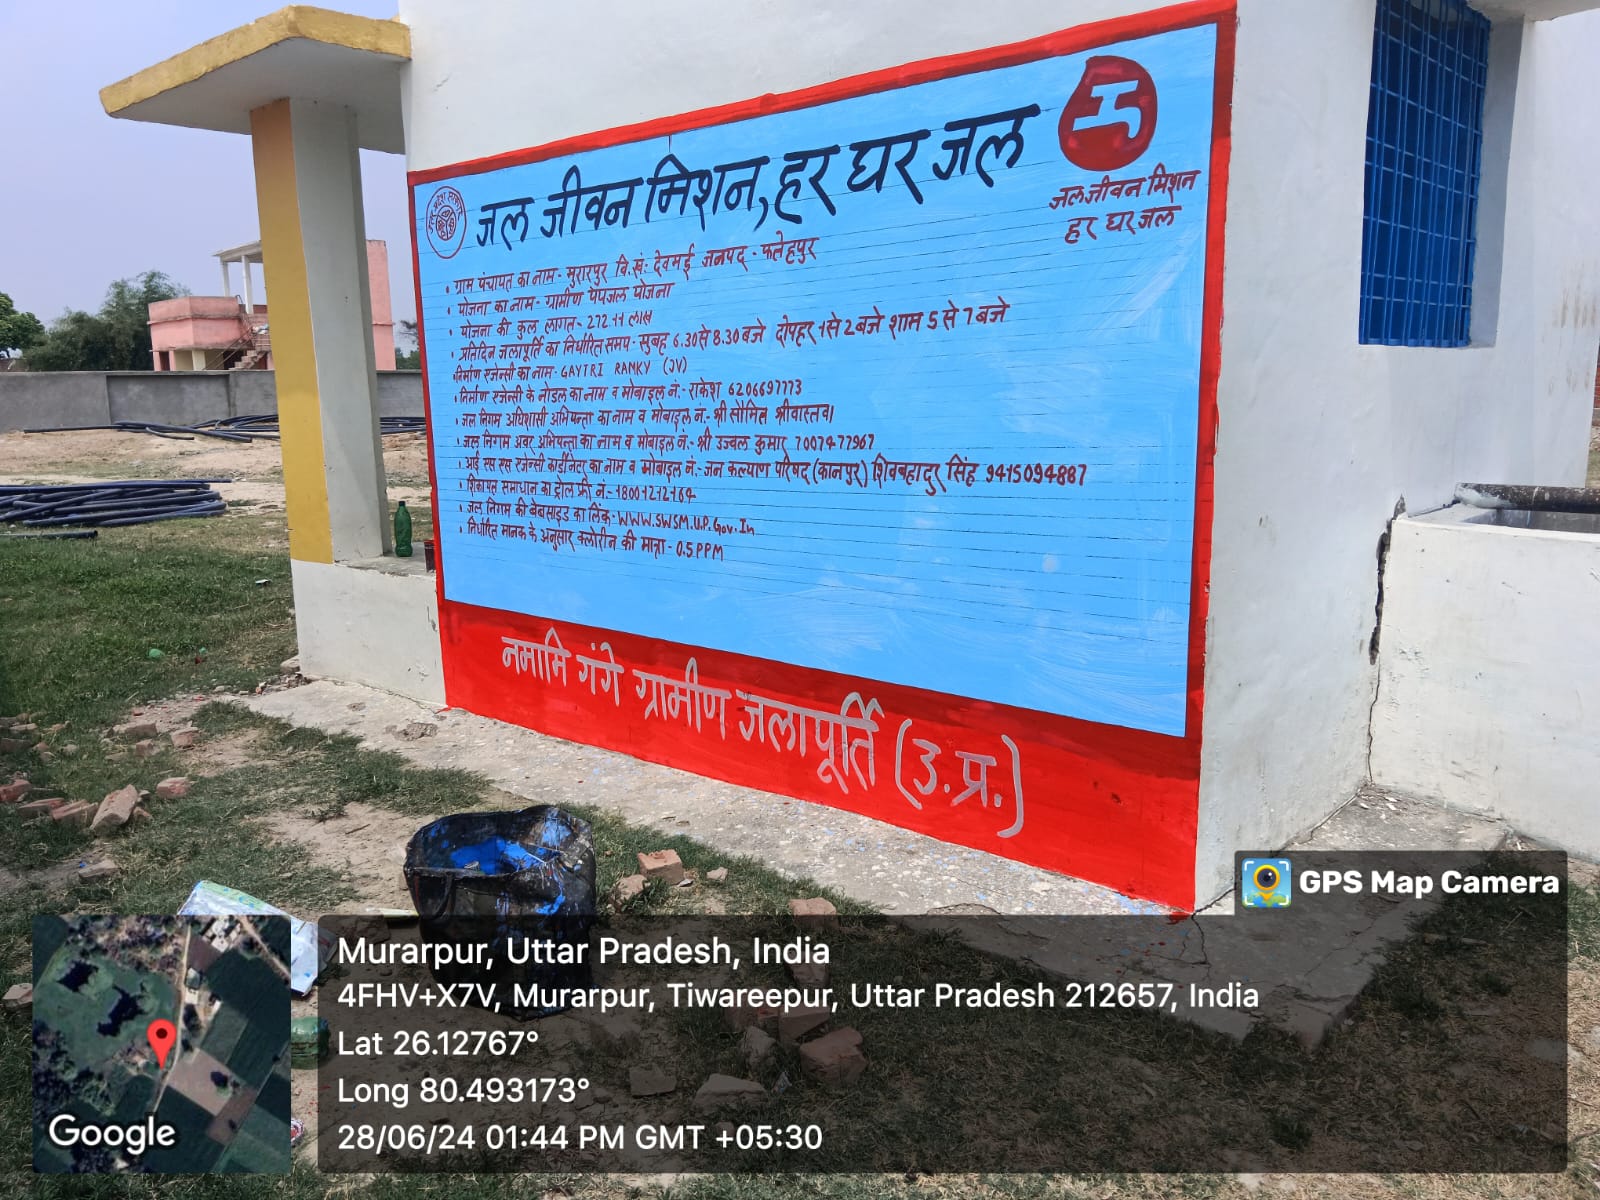 जल जीवन मिशन, हर घर जल
जल जीवन मिशन
हर घर जल
• ग्राम पंचायत का नाम- मुरारपुर वि.खं: देवमई जनपद - फतेहपुर
• योजना का नाम- ग्रामीण पेयजल योजना
• योजना की कुल लागत- 272.11 लाख
• प्रतिदिन जलापूर्ति का निर्धारित समय- सुबह 6.30 से 8.30 बजे दोपहर 1 से 2 बजे शाम 5 से 7 बजे
• निर्माण एजेन्सी का नाम- GAYTRI RANKY (JV)
• निर्माण एजेन्सी के नोडल का नाम व मोबाइल नं:- राकेश 6206697773
• जल निगम अधिशासी अभियन्ता का नाम व मोबाइल नं.- श्री सौमित्र श्रीवास्तव।
• जल निगम अवर अभियन्ता का नाम व मोबाइल नं:- श्री उज्वल कुमार 7007477967
• आई एस एस एजेन्सी कार्डीनेटर का नाम व मोबाइल नं:- जन कल्याण परिषद (कानपुर) शिवबहादुर सिंह 9415094887
• शिकायत समाधान का ट्रोल फ्री नं.-18001212164
• जल निगम की बेबसाइड का लिंक- WWW.SWSM.UP.Gov.In
• निर्धारित मानक के अनुसार क्लोरीन की मात्रा - 0.5 PPM
नमामि गंगे ग्रामीण जलापूर्ति (उ.प्र.)
GPS Map Camera
Murarpur, Uttar Pradesh, India
4FHV+X7V, Murarpur, Tiwareepur, Uttar Pradesh 212657, India
Lat 26.12767°
Long 80.493173°
28/06/24 01:44 PM GMT +05:30
Google